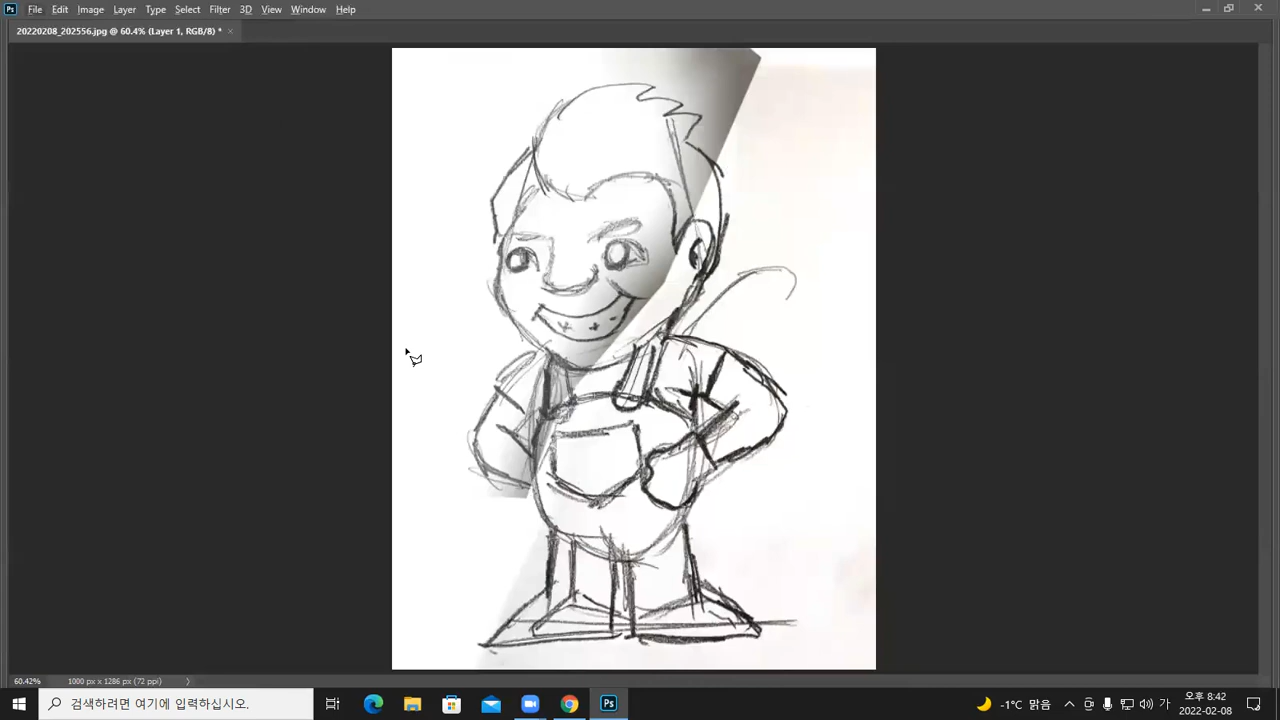 Ps File Edit Image Layer Type Select Filter 3D View Window Help
20220208_202556.jpg @ 60.4% (Layer 1, RGB/8) *
60.42% 1000 px x 1286 px (72 ppi)
검색하려면 여기에 입력하십시오.
Ps
-1°C 맑음
가
오후 8:42
2022-02-08